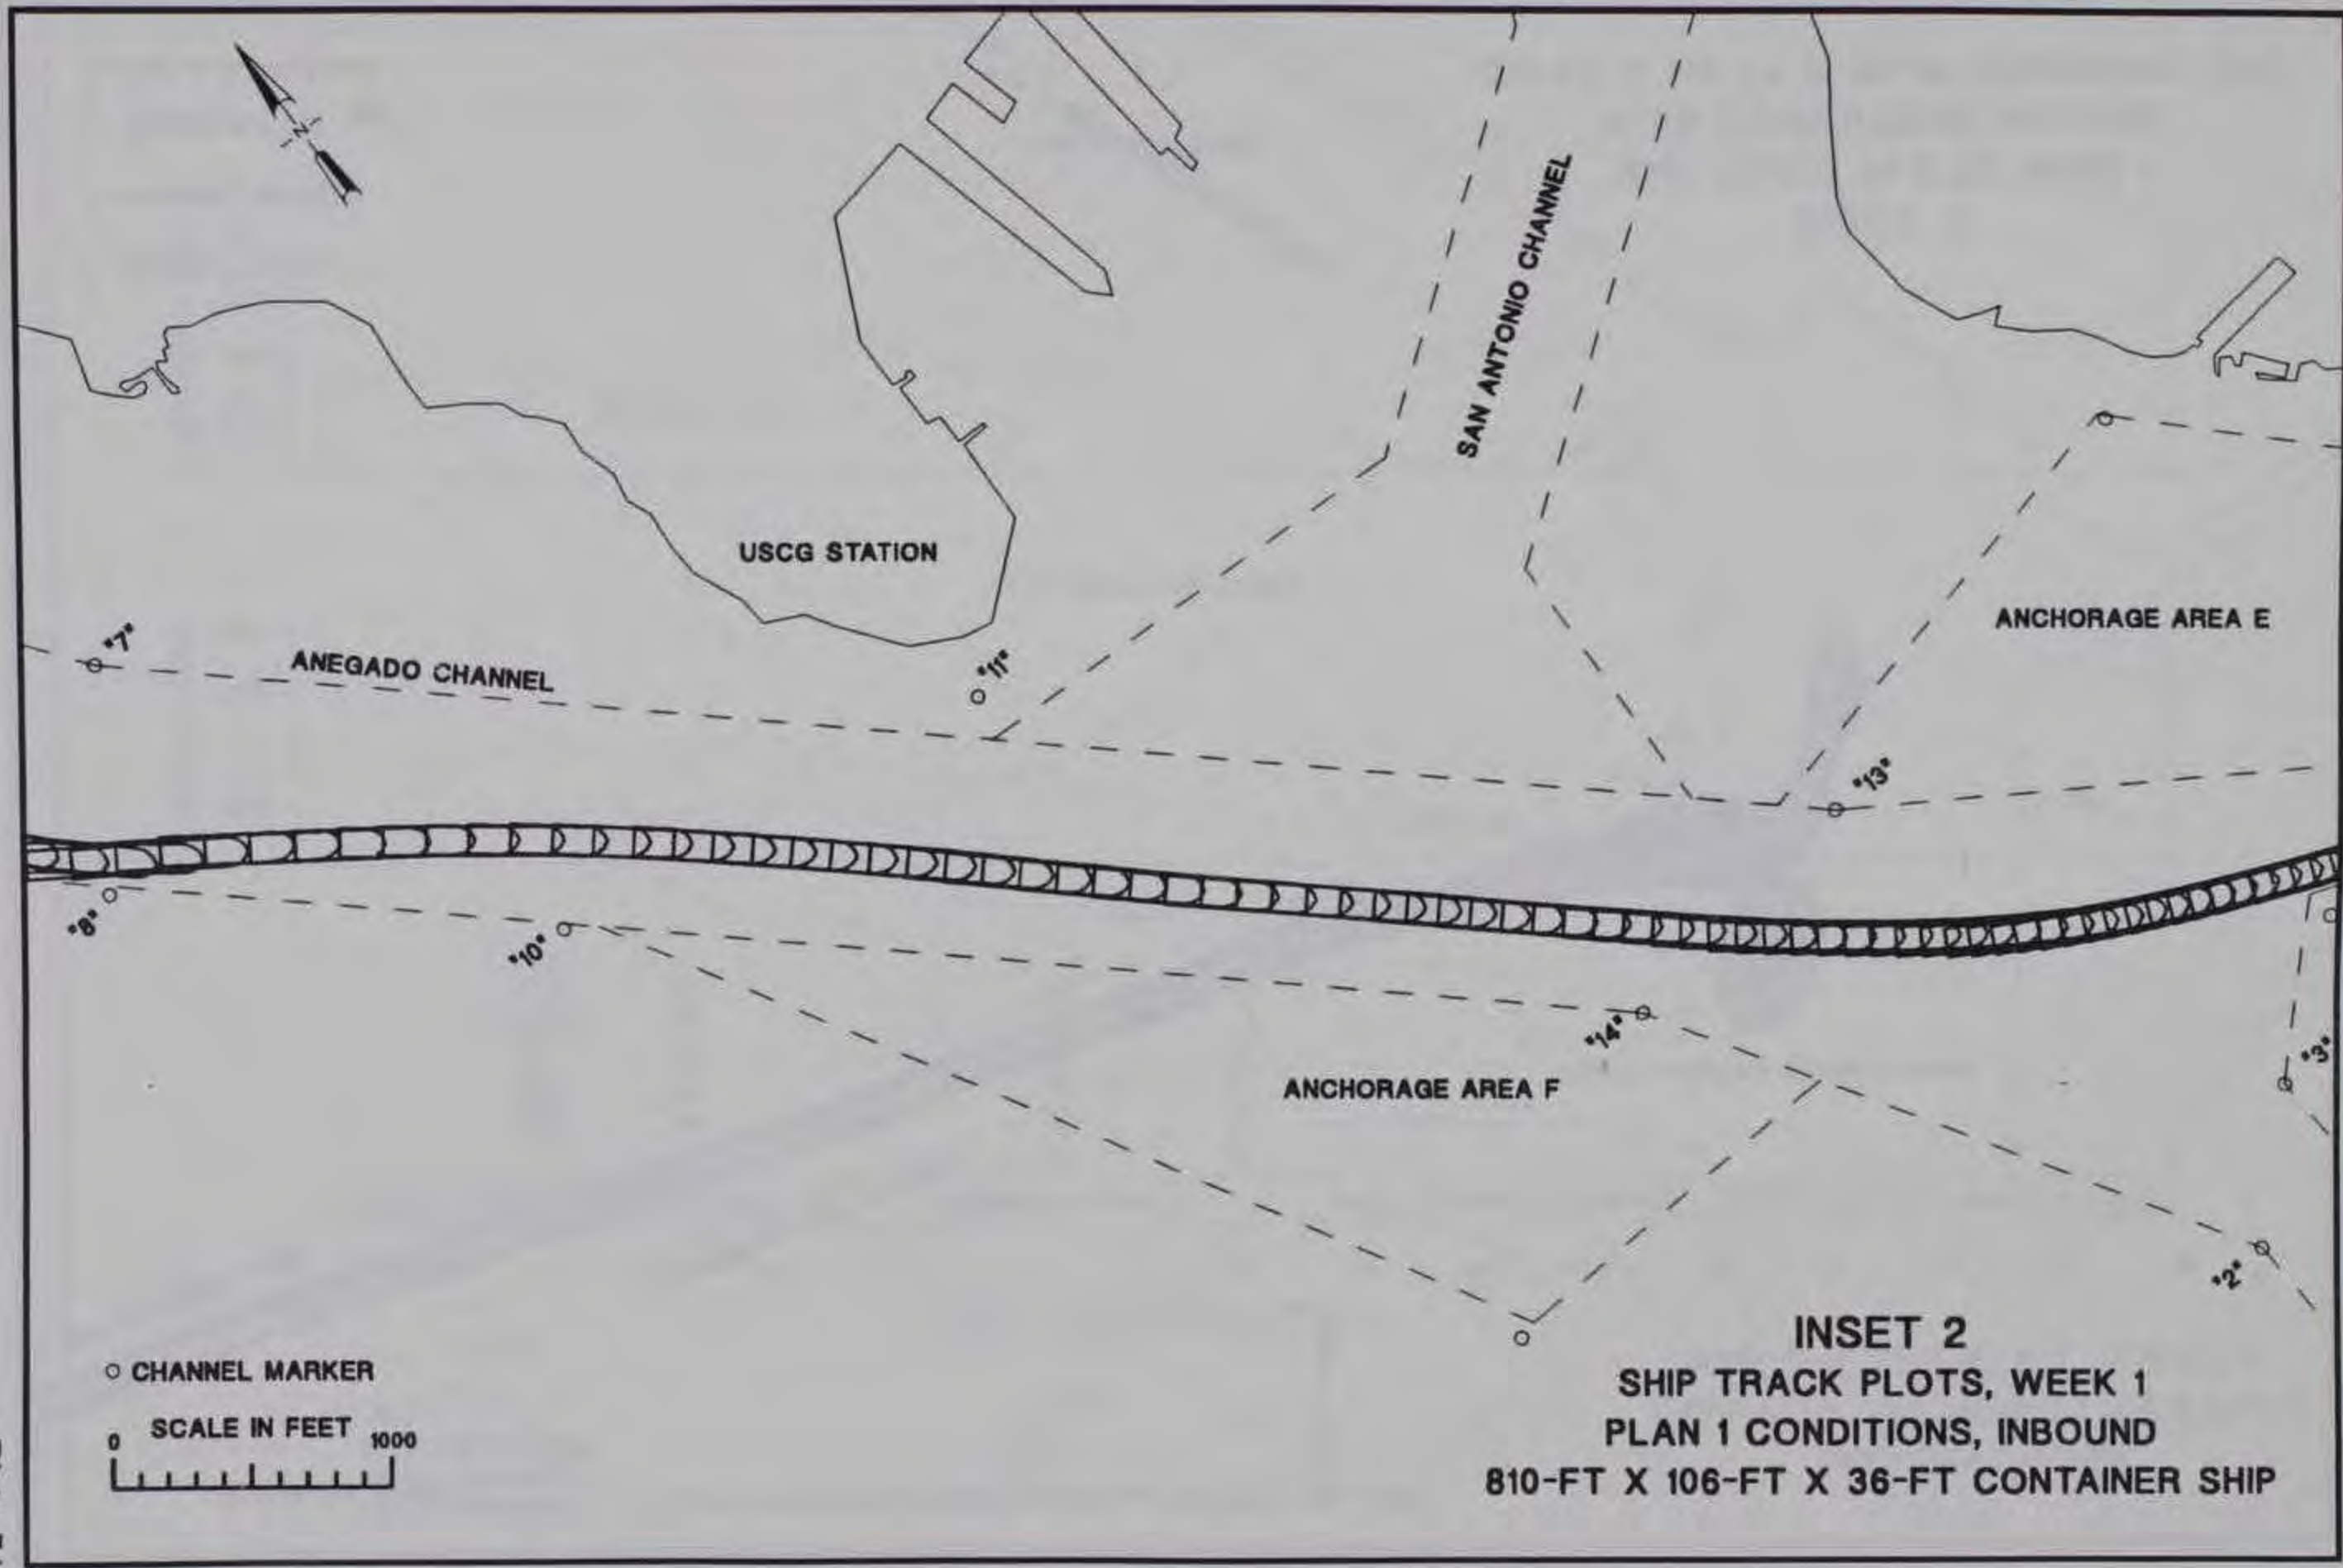 N
SAN ANTONIO CHANNEL
USCG STATION
ANCHORAGE AREA E
"7"
ANEGADO CHANNEL
"11"
"13"
"8"
"10"
"14"
"3"
ANCHORAGE AREA F
"2"
CHANNEL MARKER
SCALE IN FEET
0 1000
INSET 2
SHIP TRACK PLOTS, WEEK 1
PLAN 1 CONDITIONS, INBOUND
810-FT X 106-FT X 36-FT CONTAINER SHIP